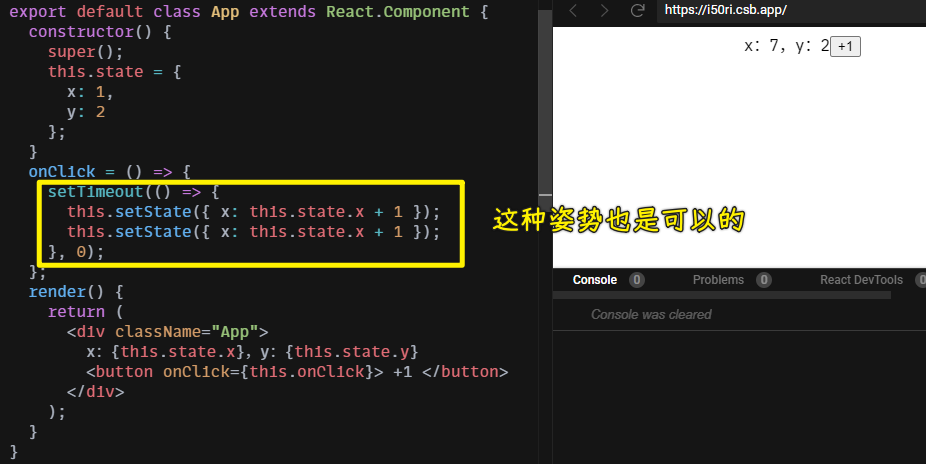 export default class App extends React.Component {
constructor() {
super();
this.state = {
x: 1,
y: 2
};
}
onClick = () => {
setTimeout(() => {
this.setState({ x: this.state.x + 1 });
this.setState({ x: this.state.x + 1 });
}, 0);
};
render() {
return (
<div className="App">
x: {this.state.x}, y: {this.state.y}
<button onClick={this.onClick}> +1 </button>
</div>
);
}
}
这种姿势也是可以的
https://i50ri.csb.app/
x: 7, y: 2 +1
Console 0 Problems 0 React DevTools 0
Console was cleared